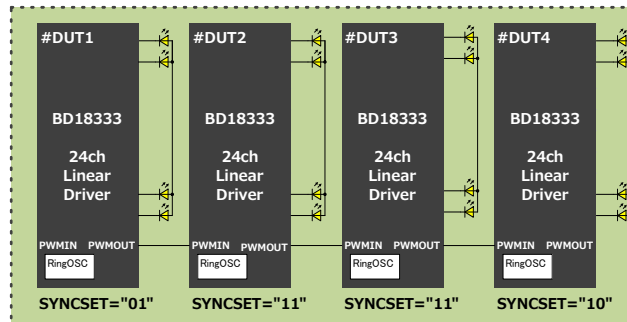 #DUT1
BD18333
24ch
Linear
Driver
PWMIN PWMOUT
RingOSC
SYNCSET="01"
#DUT2
BD18333
24ch
Linear
Driver
PWMIN PWMOUT
RingOSC
SYNCSET="11"
#DUT3
BD18333
24ch
Linear
Driver
PWMIN PWMOUT
RingOSC
SYNCSET="11"
#DUT4
BD18333
24ch
Linear
Driver
PWMIN PWMOUT
RingOSC
SYNCSET="10"